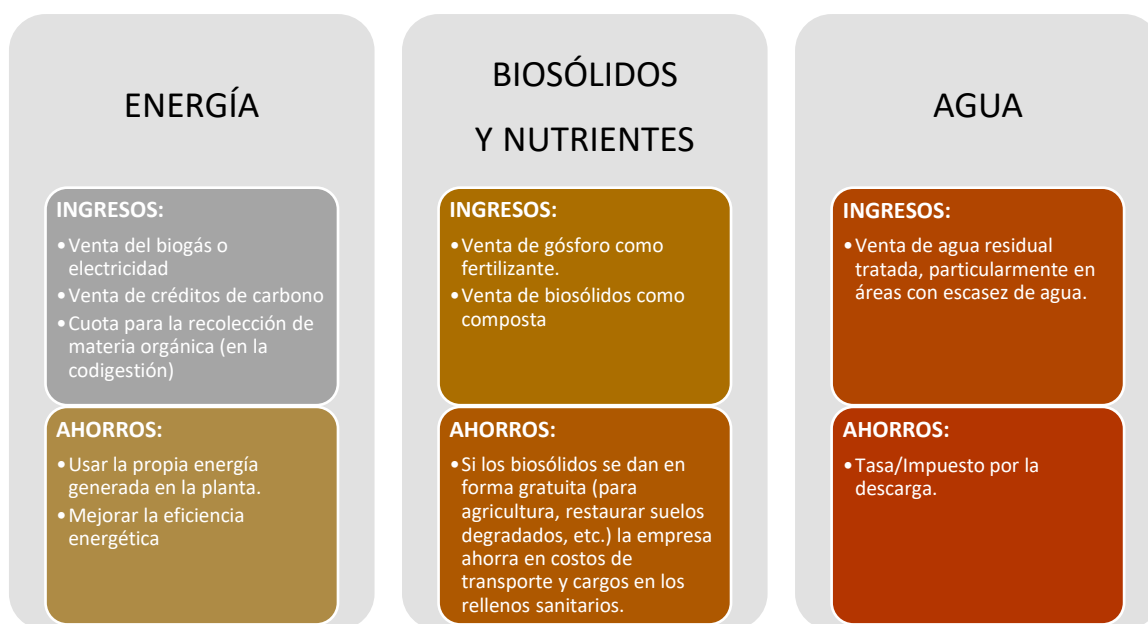 ENERGÍA
INGRESOS:
•Venta del biogás o
electricidad
•Venta de créditos de carbono
•Cuota para la recolección de
materia orgánica (en la
codigestión)
AHORROS:
•Usar la propia energía
generada en la planta.
•Mejorar la eficiencia
energética
BIOSÓLIDOS
Y NUTRIENTES
INGRESOS:
•Venta de gósforo como
fertilizante.
•Venta de biosólidos como
composta
AHORROS:
•Si los biosólidos se dan en
forma gratuita (para
agricultura, restaurar suelos
degradados, etc.) la empresa
ahorra en costos de
transporte y cargos en los
rellenos sanitarios.
AGUA
INGRESOS:
•Venta de agua residual
tratada, particularmente en
áreas con escasez de agua.
AHORROS:
•Tasa/Impuesto por la
descarga.